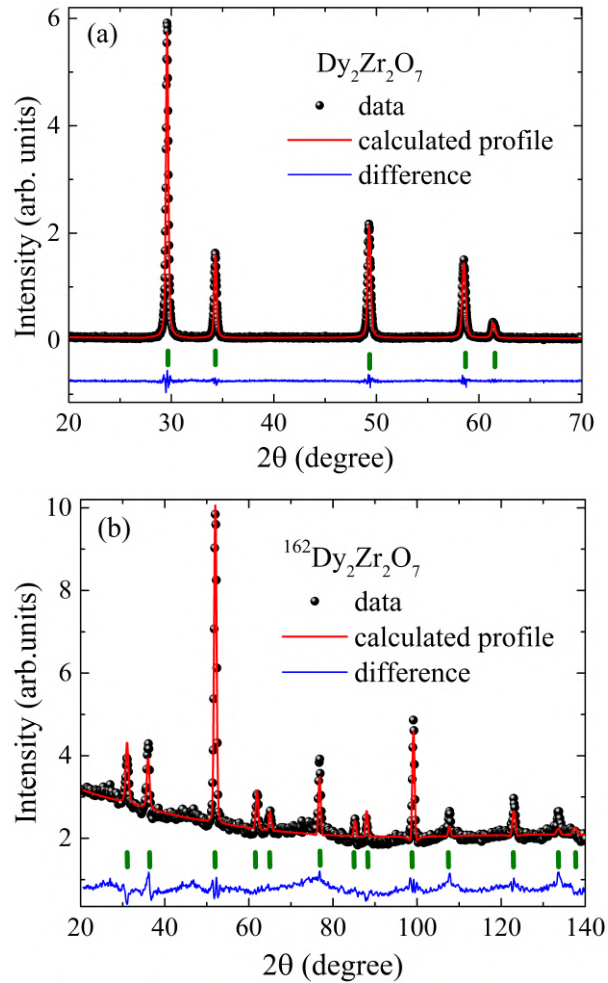 (a)
Dy₂Zr₂O₇
data
calculated profile
difference
Intensity (arb. units)
6
4
2
0
20 30 40 50 60 70
2θ (degree)
(b)
¹⁶²Dy₂Zr₂O₇
data
calculated profile
difference
Intensity (arb.units)
10
8
6
4
2
20 40 60 80 100 120 140
2θ (degree)